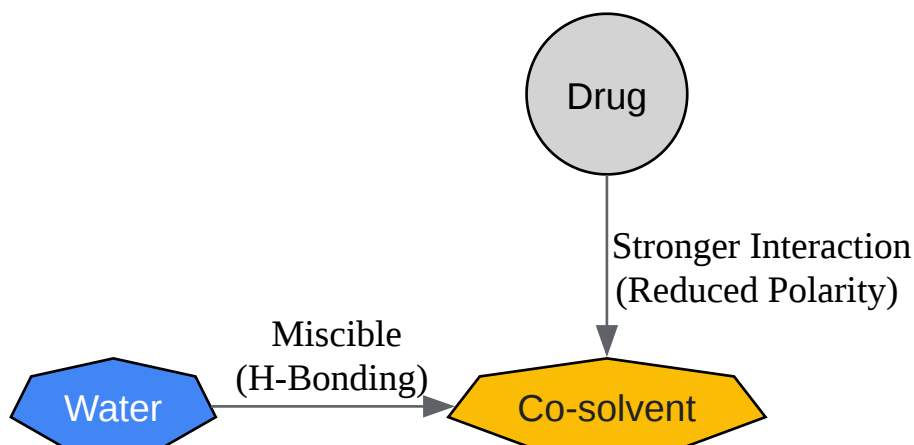 Drug
Stronger Interaction
(Reduced Polarity)
Miscible
(H-Bonding)
Water
Co-solvent